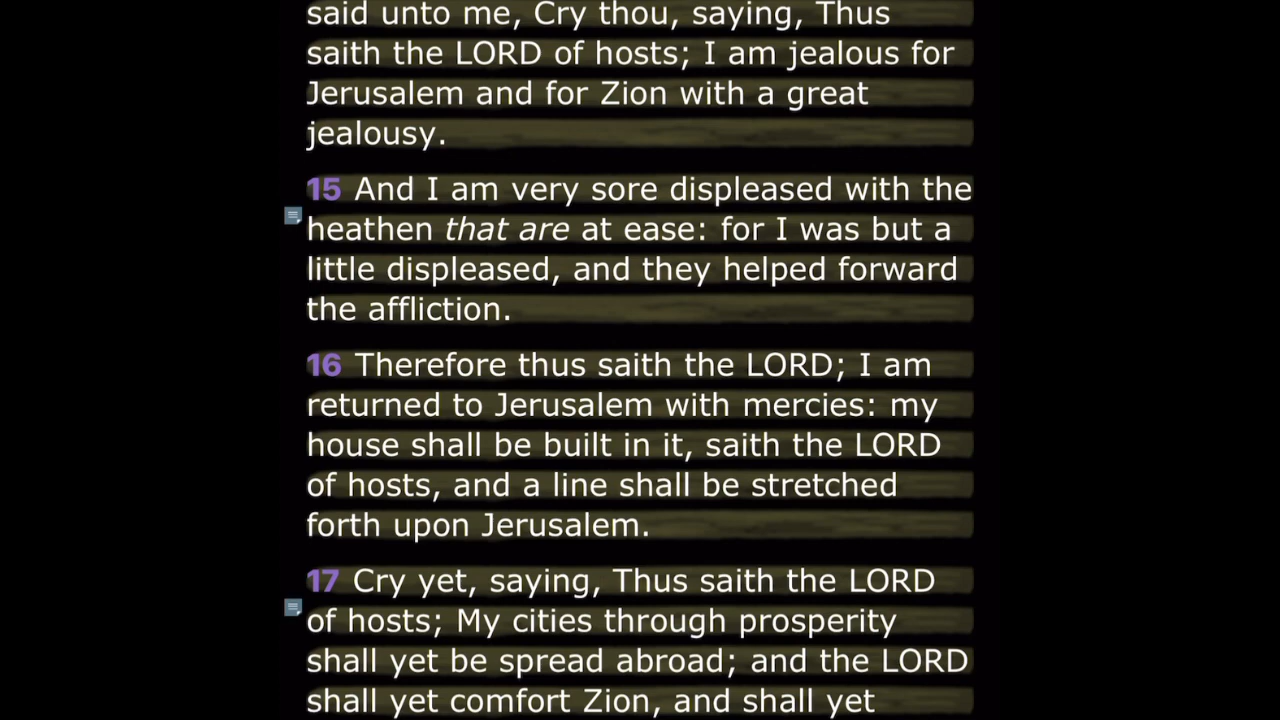 said unto me, Cry thou, saying, Thus
saith the LORD of hosts; I am jealous for
Jerusalem and for Zion with a great
jealousy.
15 And I am very sore displeased with the
heathen that are at ease: for I was but a
little displeased, and they helped forward
the affliction.
16 Therefore thus saith the LORD; I am
returned to Jerusalem with mercies: my
house shall be built in it, saith the LORD
of hosts, and a line shall be stretched
forth upon Jerusalem.
17 Cry yet, saying, Thus saith the LORD
of hosts; My cities through prosperity
shall yet be spread abroad; and the LORD
shall yet comfort Zion, and shall yet